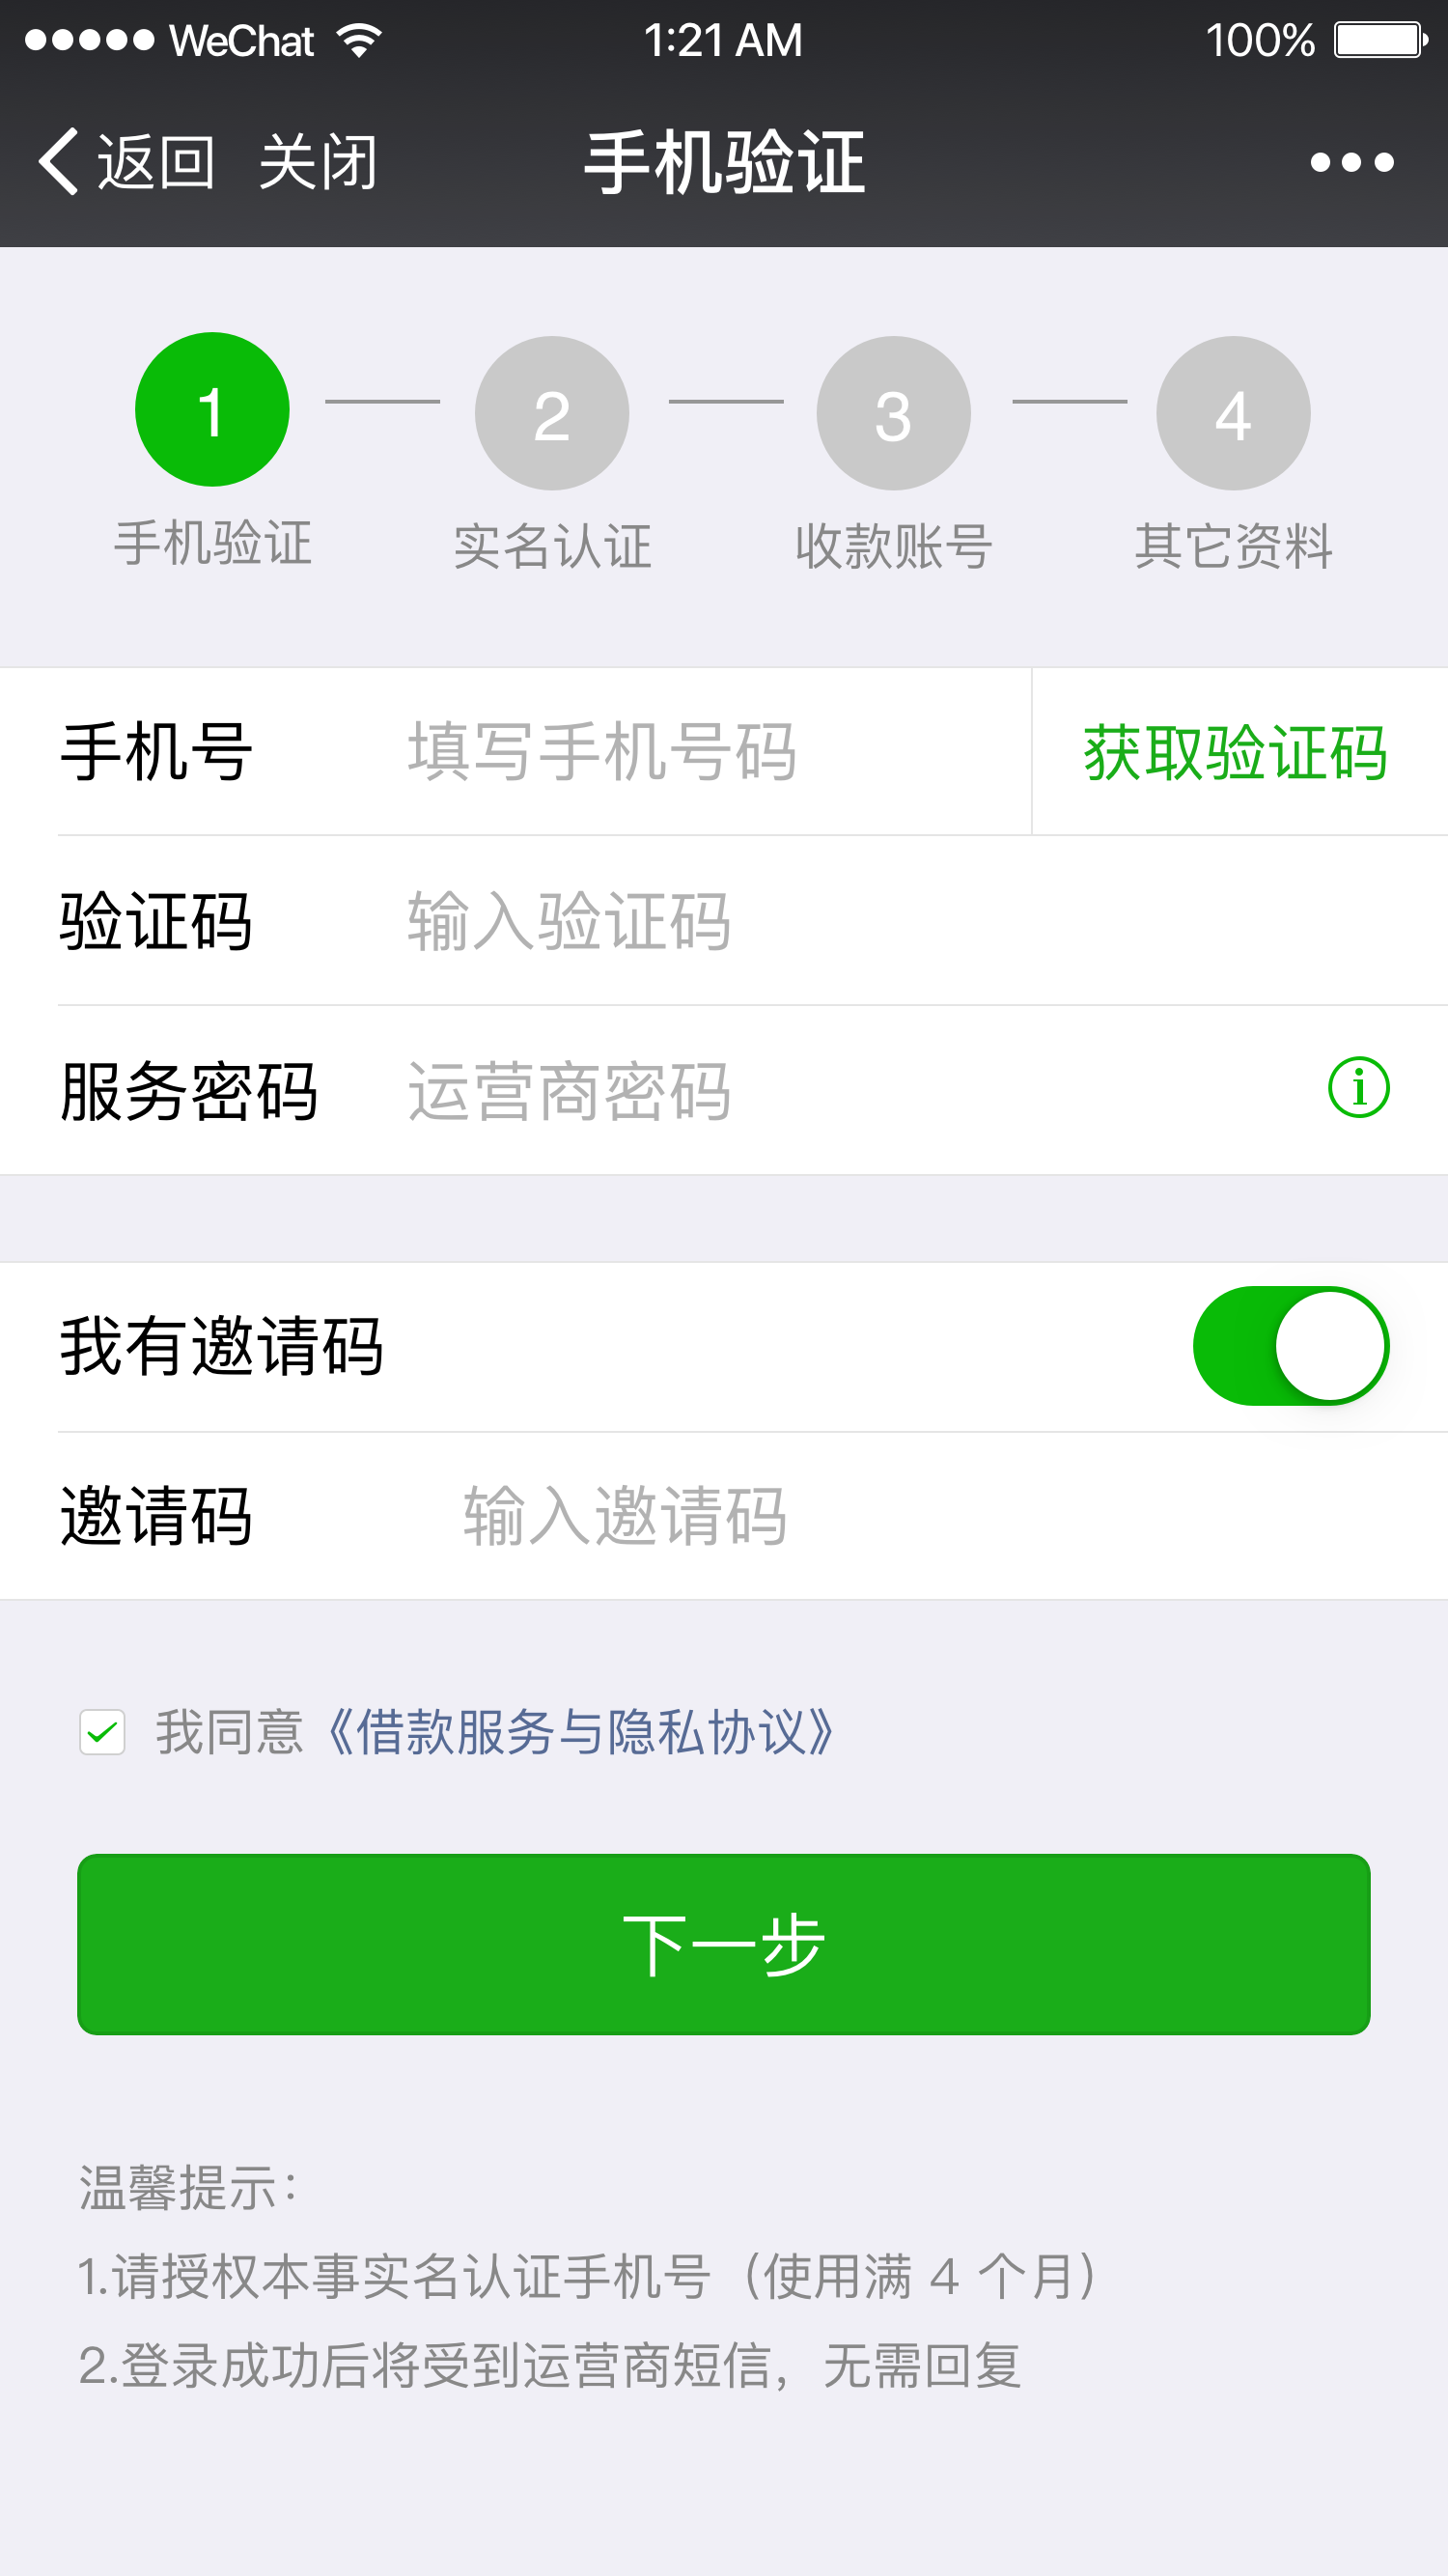 WeChat 1:21 AM 100%
返回 关闭 手机验证
1 2 3 4
手机验证 实名认证 收款账号 其它资料
手机号 填写手机号码 获取验证码
验证码 输入验证码
服务密码 运营商密码
我有邀请码
邀请码 输入邀请码
我同意《借款服务与隐私协议》
下一步
温馨提示：
1.请授权本事实名认证手机号（使用满 4 个月）
2.登录成功后将受到运营商短信，无需回复